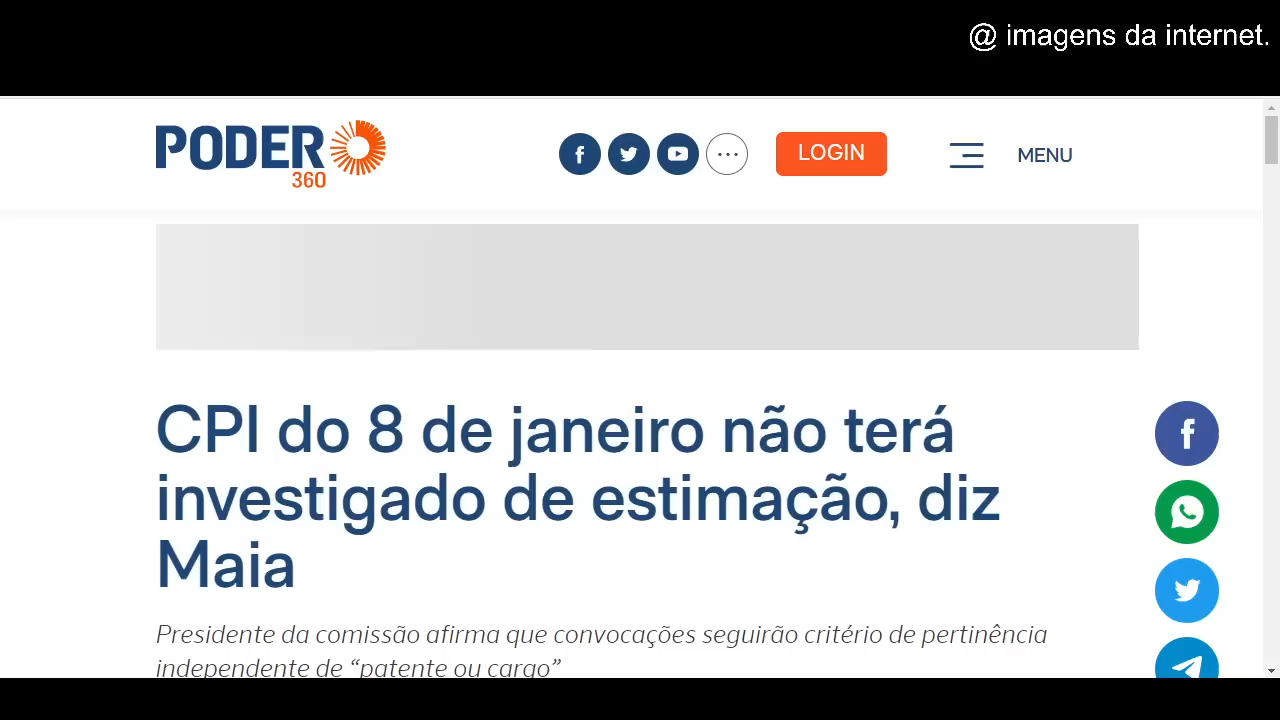 @ imagens da internet.
PODER
360
LOGIN
MENU
CPI do 8 de janeiro não terá
investigado de estimação, diz
Maia
Presidente da comissão afirma que convocações seguirão critério de pertinência
independente de “patente ou cargo”